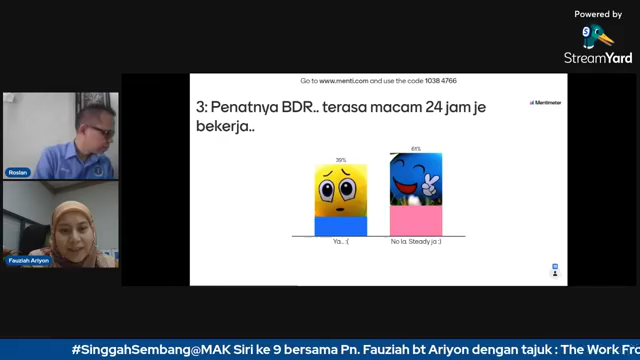 Powered by
StreamYard
Go to www.menti.com and use the code 1038 4766
Mentimeter
3: Penatnya BDR.. terasa macam 24 jam je
bekerja..
39%
61%
Ya.. :(
No la. Steady ja :)
Roslan
Fauziah Ariyon
#SinggahSembang@MAK Siri ke 9 bersama Pn. Fauziah bt Ariyon dengan tajuk : The Work Fro